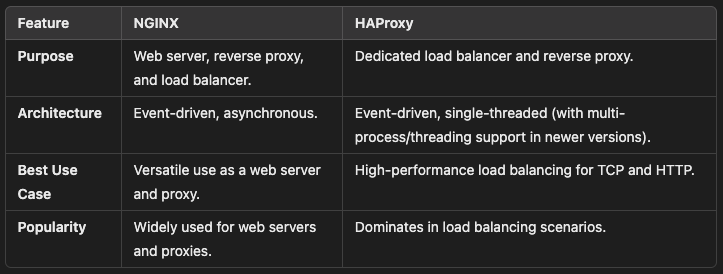 Feature NGINX HAProxy
Purpose Web server, reverse proxy, Dedicated load balancer and reverse proxy.
and load balancer.
Architecture Event-driven, asynchronous. Event-driven, single-threaded (with multi-
process/threading support in newer versions).
Best Use Versatile use as a web server High-performance load balancing for TCP and HTTP.
Case and proxy.
Popularity Widely used for web servers Dominates in load balancing scenarios.
and proxies.